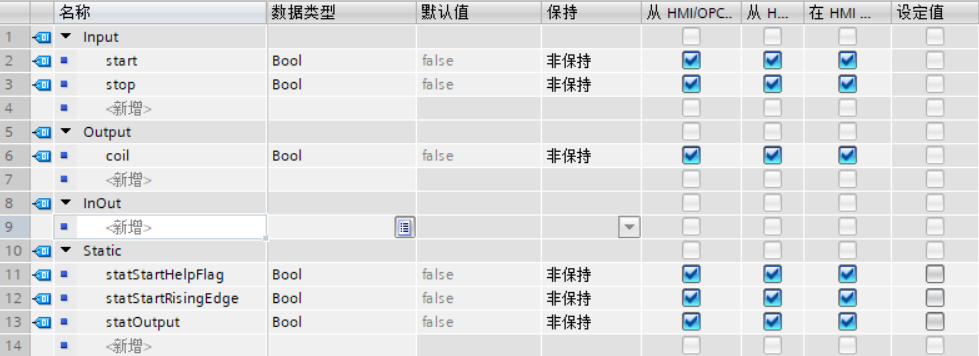 名称 数据类型 默认值 保持 从 HMI/OPC.. 从 H... 在 HMI ... 设定值
1 Input
2 start Bool false 非保持
3 stop Bool false 非保持
4 <新增>
5 Output
6 coil Bool false 非保持
7 <新增>
8 InOut
9 <新增>
10 Static
11 statStartHelpFlag Bool false 非保持
12 statStartRisingEdge Bool false 非保持
13 statOutput Bool false 非保持
14 <新增>